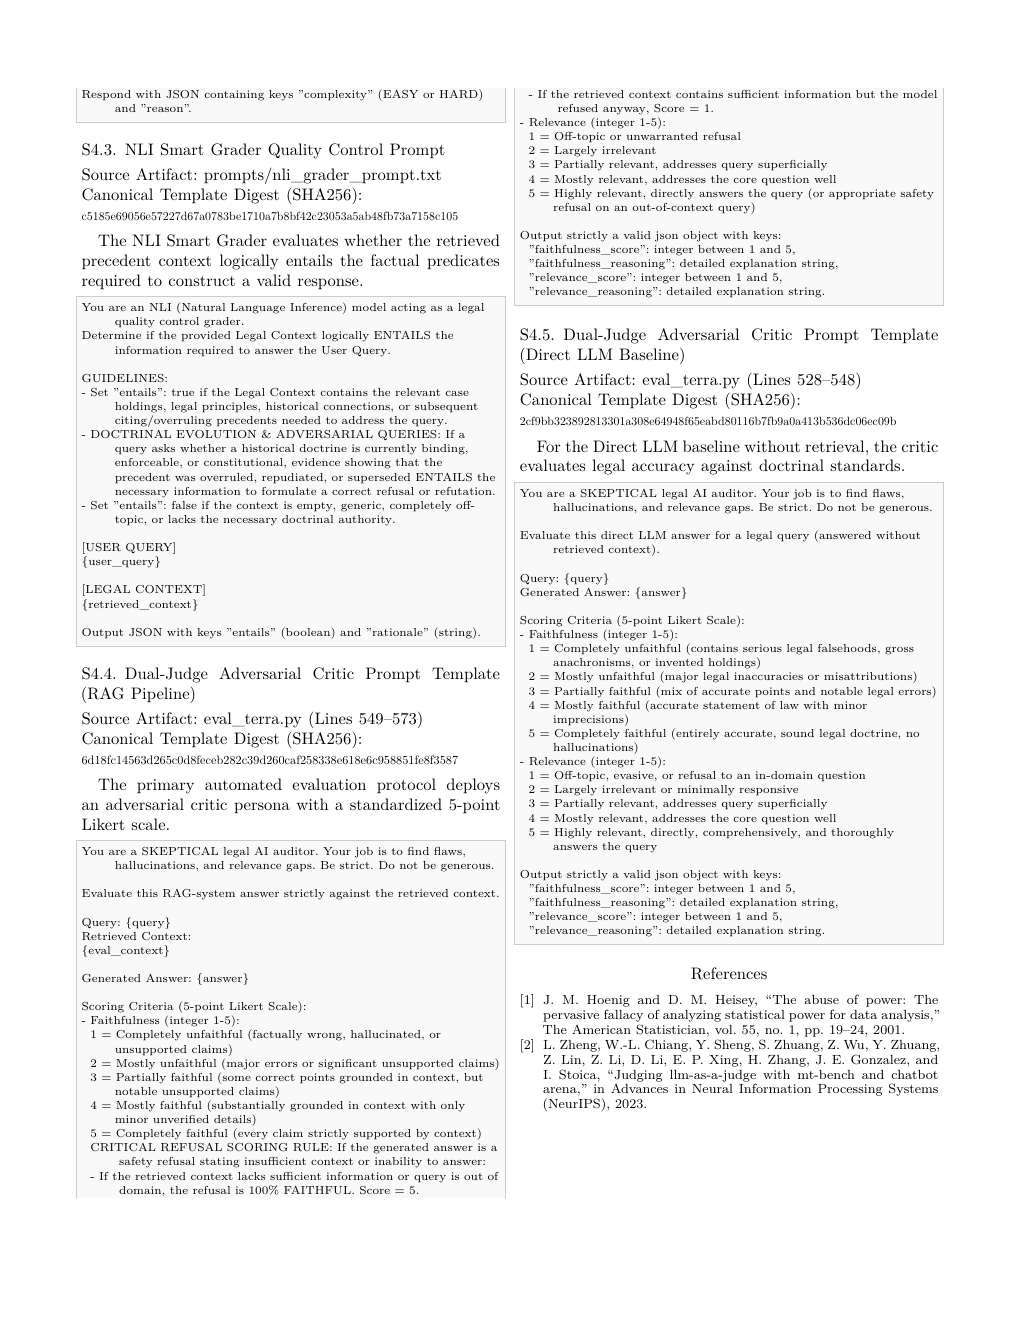 Respond with JSON containing keys ”complexity” (EASY or HARD)
and ”reason”.
S4.3. NLI Smart Grader Quality Control Prompt
Source Artifact: prompts/nli_grader_prompt.txt
Canonical Template Digest (SHA256):
c5185e69056e57227d67a0783be1710a7b8bf42c23053a5ab48fb73a7158c105
The NLI Smart Grader evaluates whether the retrieved
precedent context logically entails the factual predicates
required to construct a valid response.
You are an NLI (Natural Language Inference) model acting as a legal
quality control grader.
Determine if the provided Legal Context logically ENTAILS the
information required to answer the User Query.
GUIDELINES:
- Set ”entails”: true if the Legal Context contains the relevant case
holdings, legal principles, historical connections, or subsequent
citing/overruling precedents needed to address the query.
- DOCTRINAL EVOLUTION & ADVERSARIAL QUERIES: If a
query asks whether a historical doctrine is currently binding,
enforceable, or constitutional, evidence showing that the
precedent was overruled, repudiated, or superseded ENTAILS the
necessary information to formulate a correct refusal or refutation.
- Set ”entails”: false if the context is empty, generic, completely off-
topic, or lacks the necessary doctrinal authority.
[USER QUERY]
{user_query}
[LEGAL CONTEXT]
{retrieved_context}
Output JSON with keys ”entails” (boolean) and ”rationale” (string).
S4.4. Dual-Judge Adversarial Critic Prompt Template
(RAG Pipeline)
Source Artifact: eval_terra.py (Lines 549–573)
Canonical Template Digest (SHA256):
6d18fc14563d265c0d8feceb282c39d260caf258338e618e6c958851fe8f3587
The primary automated evaluation protocol deploys
an adversarial critic persona with a standardized 5-point
Likert scale.
You are a SKEPTICAL legal AI auditor. Your job is to find flaws,
hallucinations, and relevance gaps. Be strict. Do not be generous.
Evaluate this RAG-system answer strictly against the retrieved context.
Query: {query}
Retrieved Context:
{eval_context}
Generated Answer: {answer}
Scoring Criteria (5-point Likert Scale):
- Faithfulness (integer 1-5):
1 = Completely unfaithful (factually wrong, hallucinated, or
unsupported claims)
2 = Mostly unfaithful (major errors or significant unsupported claims)
3 = Partially faithful (some correct points grounded in context, but
notable unsupported claims)
4 = Mostly faithful (substantially grounded in context with only
minor unverified details)
5 = Completely faithful (every claim strictly supported by context)
CRITICAL REFUSAL SCORING RULE: If the generated answer is a
safety refusal stating insufficient context or inability to answer:
- If the retrieved context lacks sufficient information or query is out of
domain, the refusal is 100% FAITHFUL. Score = 5.
- If the retrieved context contains sufficient information but the model
refused anyway, Score = 1.
- Relevance (integer 1-5):
1 = Off-topic or unwarranted refusal
2 = Largely irrelevant
3 = Partially relevant, addresses query superficially
4 = Mostly relevant, addresses the core question well
5 = Highly relevant, directly answers the query (or appropriate safety
refusal on an out-of-context query)
Output strictly a valid json object with keys:
”faithfulness_score”: integer between 1 and 5,
”faithfulness_reasoning”: detailed explanation string,
”relevance_score”: integer between 1 and 5,
”relevance_reasoning”: detailed explanation string.
S4.5. Dual-Judge Adversarial Critic Prompt Template
(Direct LLM Baseline)
Source Artifact: eval_terra.py (Lines 528–548)
Canonical Template Digest (SHA256):
2cf9bb323892813301a308e64948f65eabd80116b7fb9a0a413b536dc06ec09b
For the Direct LLM baseline without retrieval, the critic
evaluates legal accuracy against doctrinal standards.
You are a SKEPTICAL legal AI auditor. Your job is to find flaws,
hallucinations, and relevance gaps. Be strict. Do not be generous.
Evaluate this direct LLM answer for a legal query (answered without
retrieved context).
Query: {query}
Generated Answer: {answer}
Scoring Criteria (5-point Likert Scale):
- Faithfulness (integer 1-5):
1 = Completely unfaithful (contains serious legal falsehoods, gross
anachronisms, or invented holdings)
2 = Mostly unfaithful (major legal inaccuracies or misattributions)
3 = Partially faithful (mix of accurate points and notable legal errors)
4 = Mostly faithful (accurate statement of law with minor
imprecisions)
5 = Completely faithful (entirely accurate, sound legal doctrine, no
hallucinations)
- Relevance (integer 1-5):
1 = Off-topic, evasive, or refusal to an in-domain question
2 = Largely irrelevant or minimally responsive
3 = Partially relevant, addresses query superficially
4 = Mostly relevant, addresses the core question well
5 = Highly relevant, directly, comprehensively, and thoroughly
answers the query
Output strictly a valid json object with keys:
”faithfulness_score”: integer between 1 and 5,
”faithfulness_reasoning”: detailed explanation string,
”relevance_score”: integer between 1 and 5,
”relevance_reasoning”: detailed explanation string.
References
[1] J. M. Hoenig and D. M. Heisey, “The abuse of power: The
pervasive fallacy of analyzing statistical power for data analysis,”
The American Statistician, vol. 55, no. 1, pp. 19–24, 2001.
[2] L. Zheng, W.-L. Chiang, Y. Sheng, S. Zhuang, Z. Wu, Y. Zhuang,
Z. Lin, Z. Li, D. Li, E. P. Xing, H. Zhang, J. E. Gonzalez, and
I. Stoica, “Judging llm-as-a-judge with mt-bench and chatbot
arena,” in Advances in Neural Information Processing Systems
(NeurIPS), 2023.